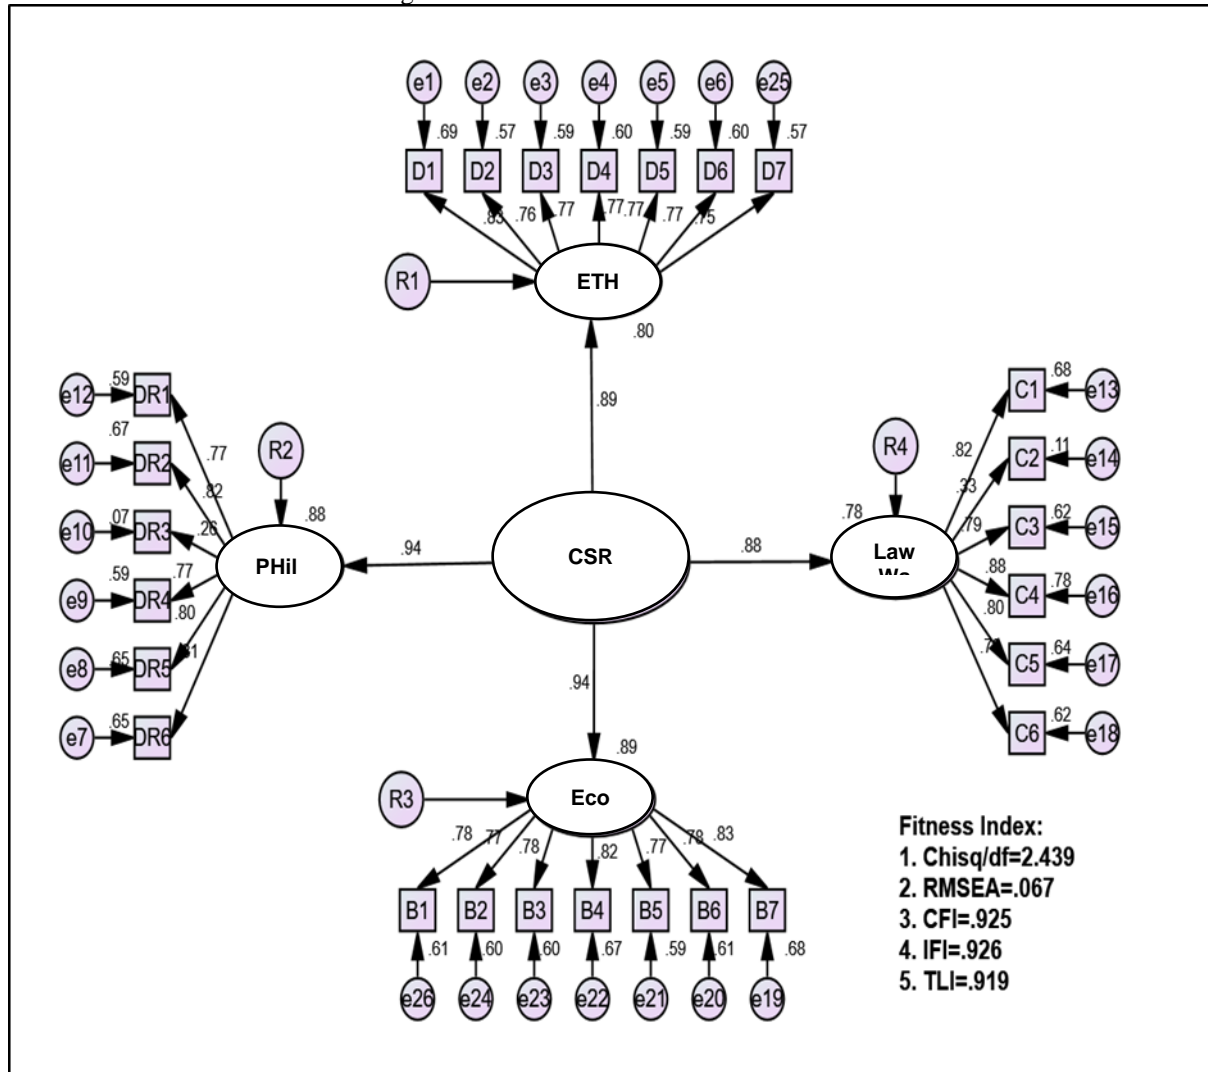 e1 e2 e3 e4 e5 e6 e25
.69 .57 .59 .60 .59 .60 .57
D1 D2 D3 D4 D5 D6 D7
.83 .76 .77 .77 .77 .77 .75
R1 ETH
.80
.89
e12 .59 DR1
.67
e11 DR2
e10 .07 DR3
e9 .59 DR4
e8 .65 DR5
e7 .65 DR6
.77
.82
.26
.77
.80
R2
.88
PHil
.94
CSR
.88
R4
.78
Law
.82
.33
.79
.88
.80
C1 .68 e13
C2 .11 e14
C3 .62 e15
C4 .78 e16
C5 .64 e17
C6 .62 e18
.94
.89
R3 Eco
.78 .77 .78 .82 .77 .78 .83
B1 B2 B3 B4 B5 B6 B7
.61 .60 .60 .67 .59 .61 .68
e26 e24 e23 e22 e21 e20 e19
Fitness Index:
1. Chisq/df=2.439
2. RMSEA=.067
3. CFI=.925
4. IFI=.926
5. TLI=.919